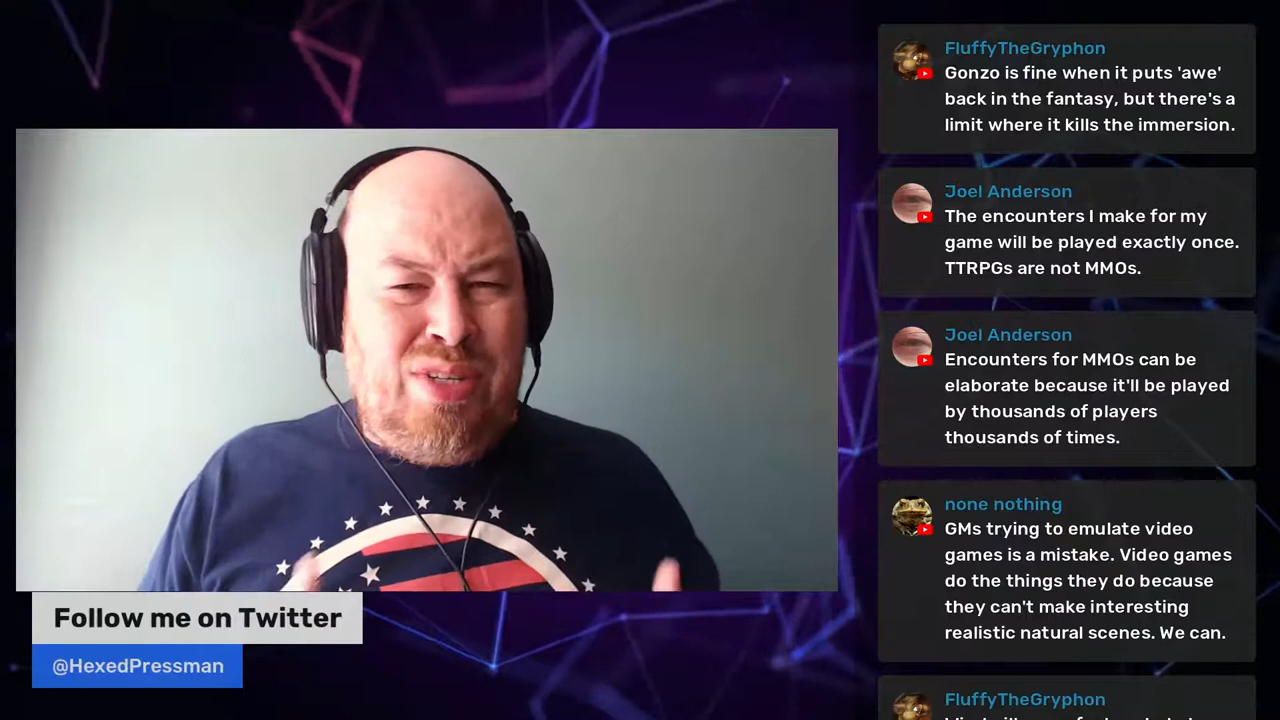 FluffyTheGryphon
Gonzo is fine when it puts 'awe'
back in the fantasy, but there's a
limit where it kills the immersion.
Joel Anderson
The encounters I make for my
game will be played exactly once.
TTRPGs are not MMOs.
Joel Anderson
Encounters for MMOs can be
elaborate because it'll be played
by thousands of players
thousands of times.
none nothing
GMs trying to emulate video
games is a mistake. Video games
do the things they do because
they can't make interesting
realistic natural scenes. We can.
FluffyTheGryphon
Follow me on Twitter
@HexedPressman